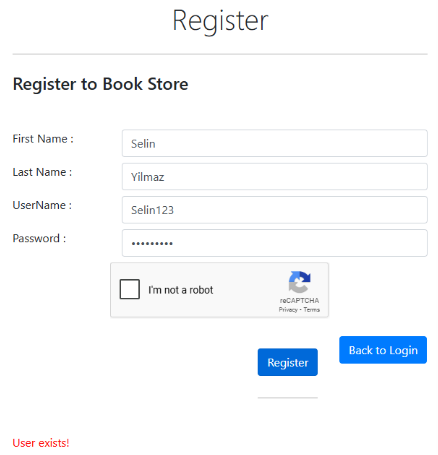 Register
Register to Book Store
First Name : Selin
Last Name : Yilmaz
UserName : Selin123
Password : •••••••••
I'm not a robot
reCAPTCHA
Privacy - Terms
Register
Back to Login
User exists!